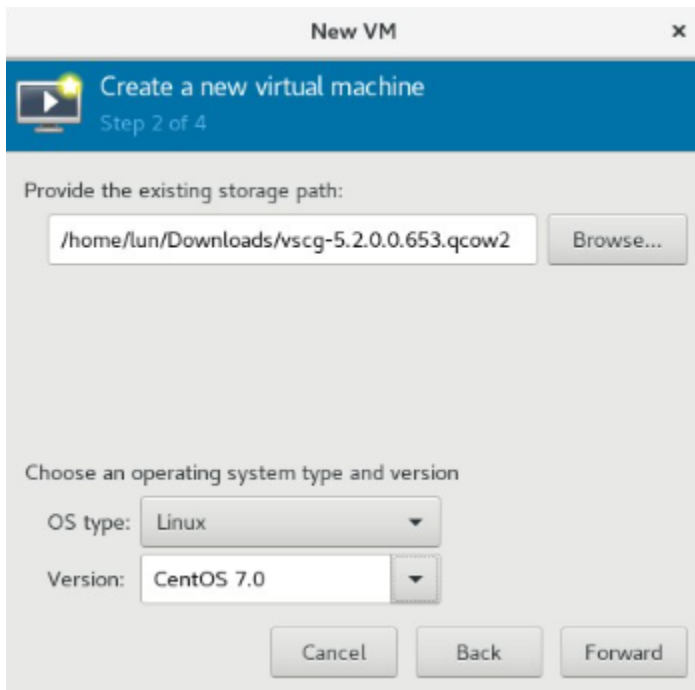 New VM
Create a new virtual machine
Step 2 of 4
Provide the existing storage path:
/home/lun/Downloads/vscg-5.2.0.0.653.qcow2 Browse...
Choose an operating system type and version
OS type: Linux
Version: CentOS 7.0
Cancel Back Forward